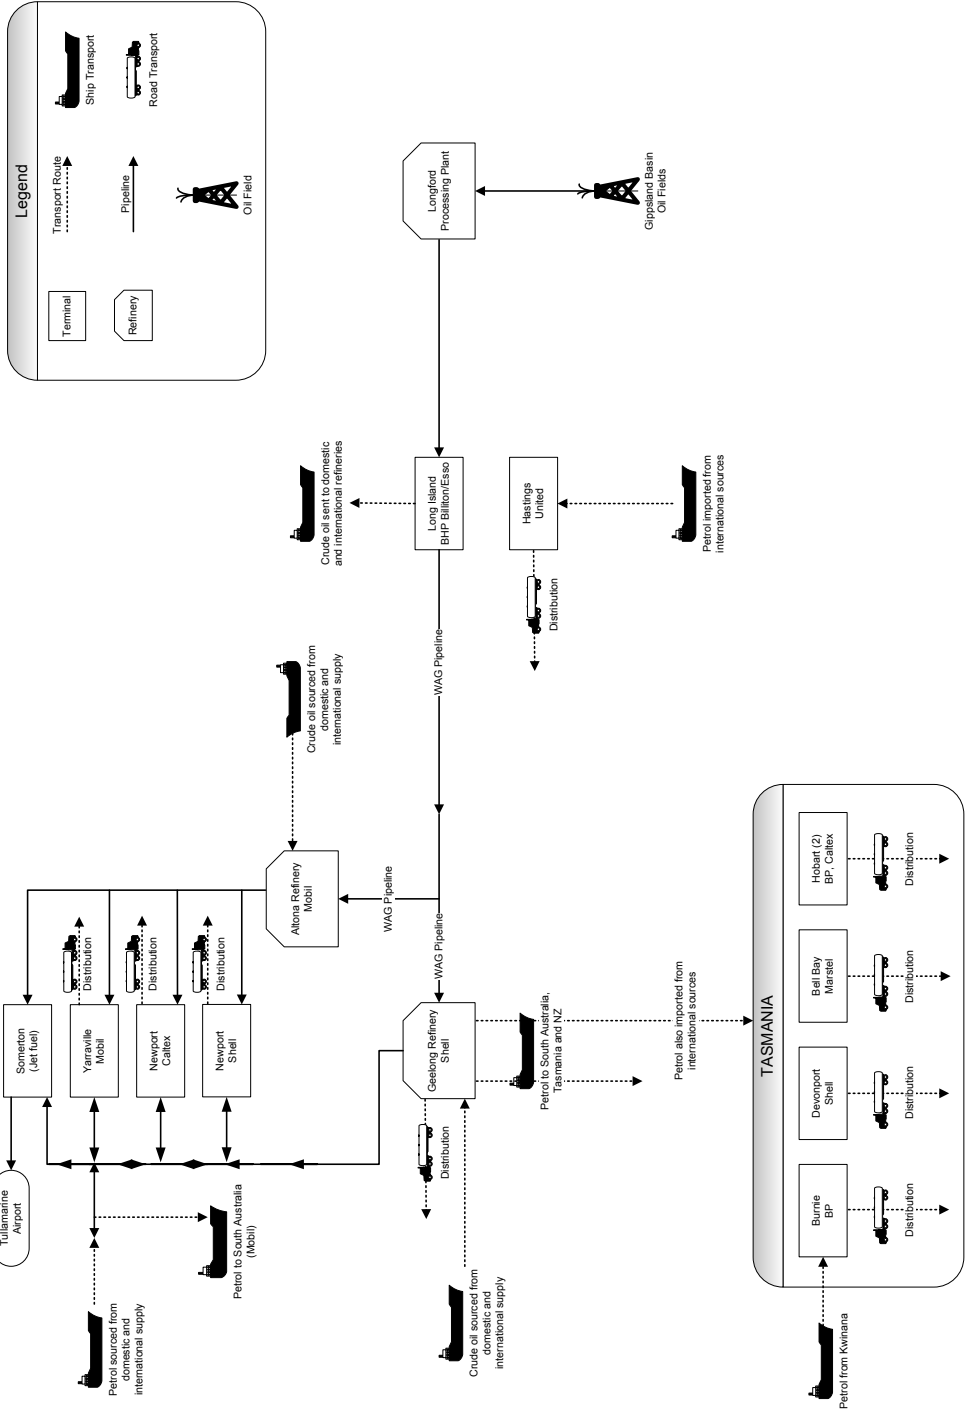 Legend
Terminal
Refinery
Transport Route
Pipeline
Oil Field
Ship Transport
Road Transport
Tullamarine
Airport
Somerton
(Jet fuel)
Yarraville
Mobil
Newport
Caltex
Newport
Shell
Distribution
Distribution
Distribution
Petrol sourced from
domestic and
international supply
Petrol to South Australia
(Mobil)
Altona Refinery
Mobil
Crude oil sourced from
domestic and
international supply
Crude oil sent to domestic
and international refineries
WAG Pipeline
Geelong Refinery
Shell
WAG Pipeline
WAG Pipeline
Long Island
BHP Billiton/Esso
Longford
Processing Plant
Gippsland Basin
Oil Fields
Distribution
Crude oil sourced from
domestic and
international supply
Petrol to South Australia,
Tasmania and NZ
Hastings
United
Distribution
Petrol imported from
international sources
Petrol also imported from
international sources
TASMANIA
Burnie
BP
Devonport
Shell
Bell Bay
Marstel
Hobart (2)
BP, Caltex
Distribution
Distribution
Distribution
Distribution
Petrol from Kwinana